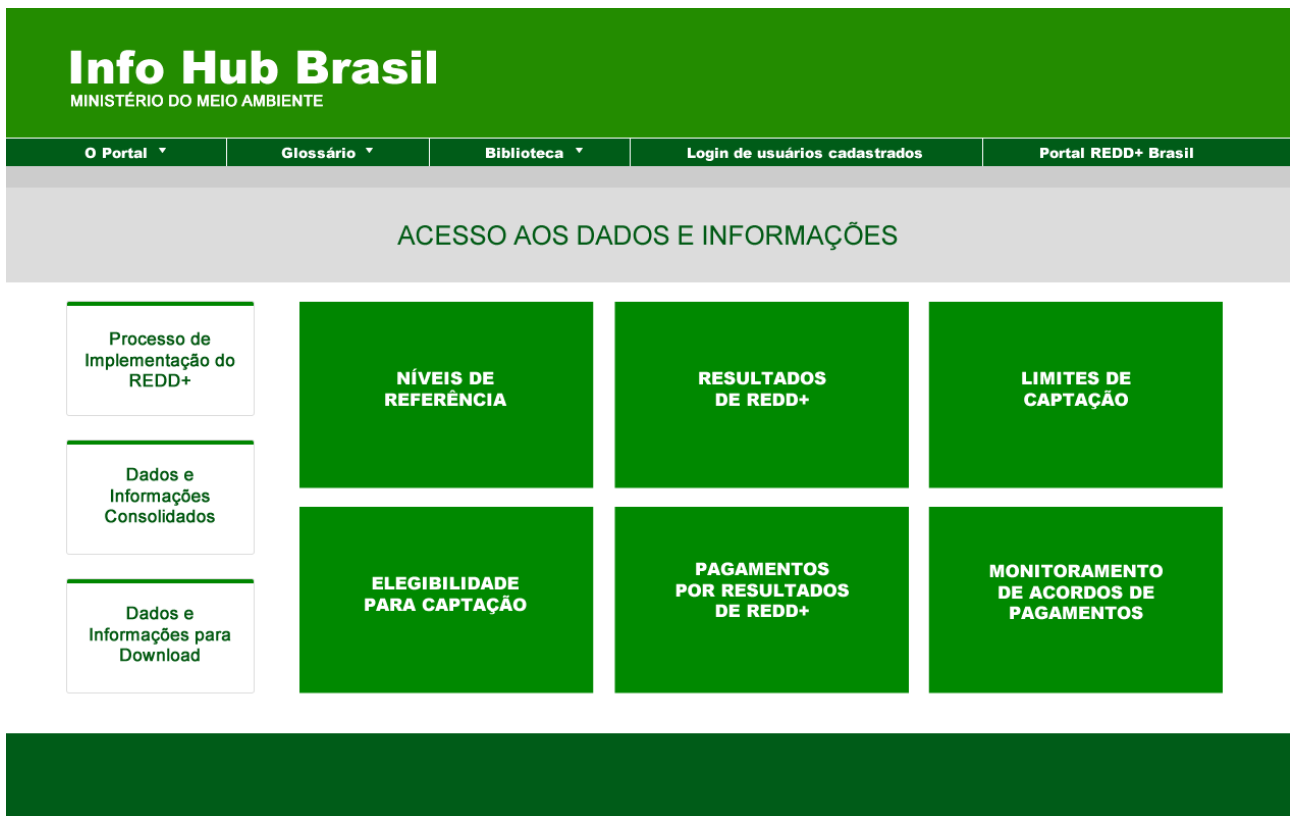 Info Hub Brasil
MINISTÉRIO DO MEIO AMBIENTE
O Portal
Glossário
Biblioteca
Login de usuários cadastrados
Portal REDD+ Brasil
ACESSO AOS DADOS E INFORMAÇÕES
Processo de
Implementação do
REDD+
Dados e
Informações
Consolidados
Dados e
Informações para
Download
NÍVEIS DE
REFERÊNCIA
RESULTADOS
DE REDD+
LIMITES DE
CAPTAÇÃO
ELEGIBILIDADE
PARA CAPTAÇÃO
PAGAMENTOS
POR RESULTADOS
DE REDD+
MONITORAMENTO
DE ACORDOS DE
PAGAMENTOS